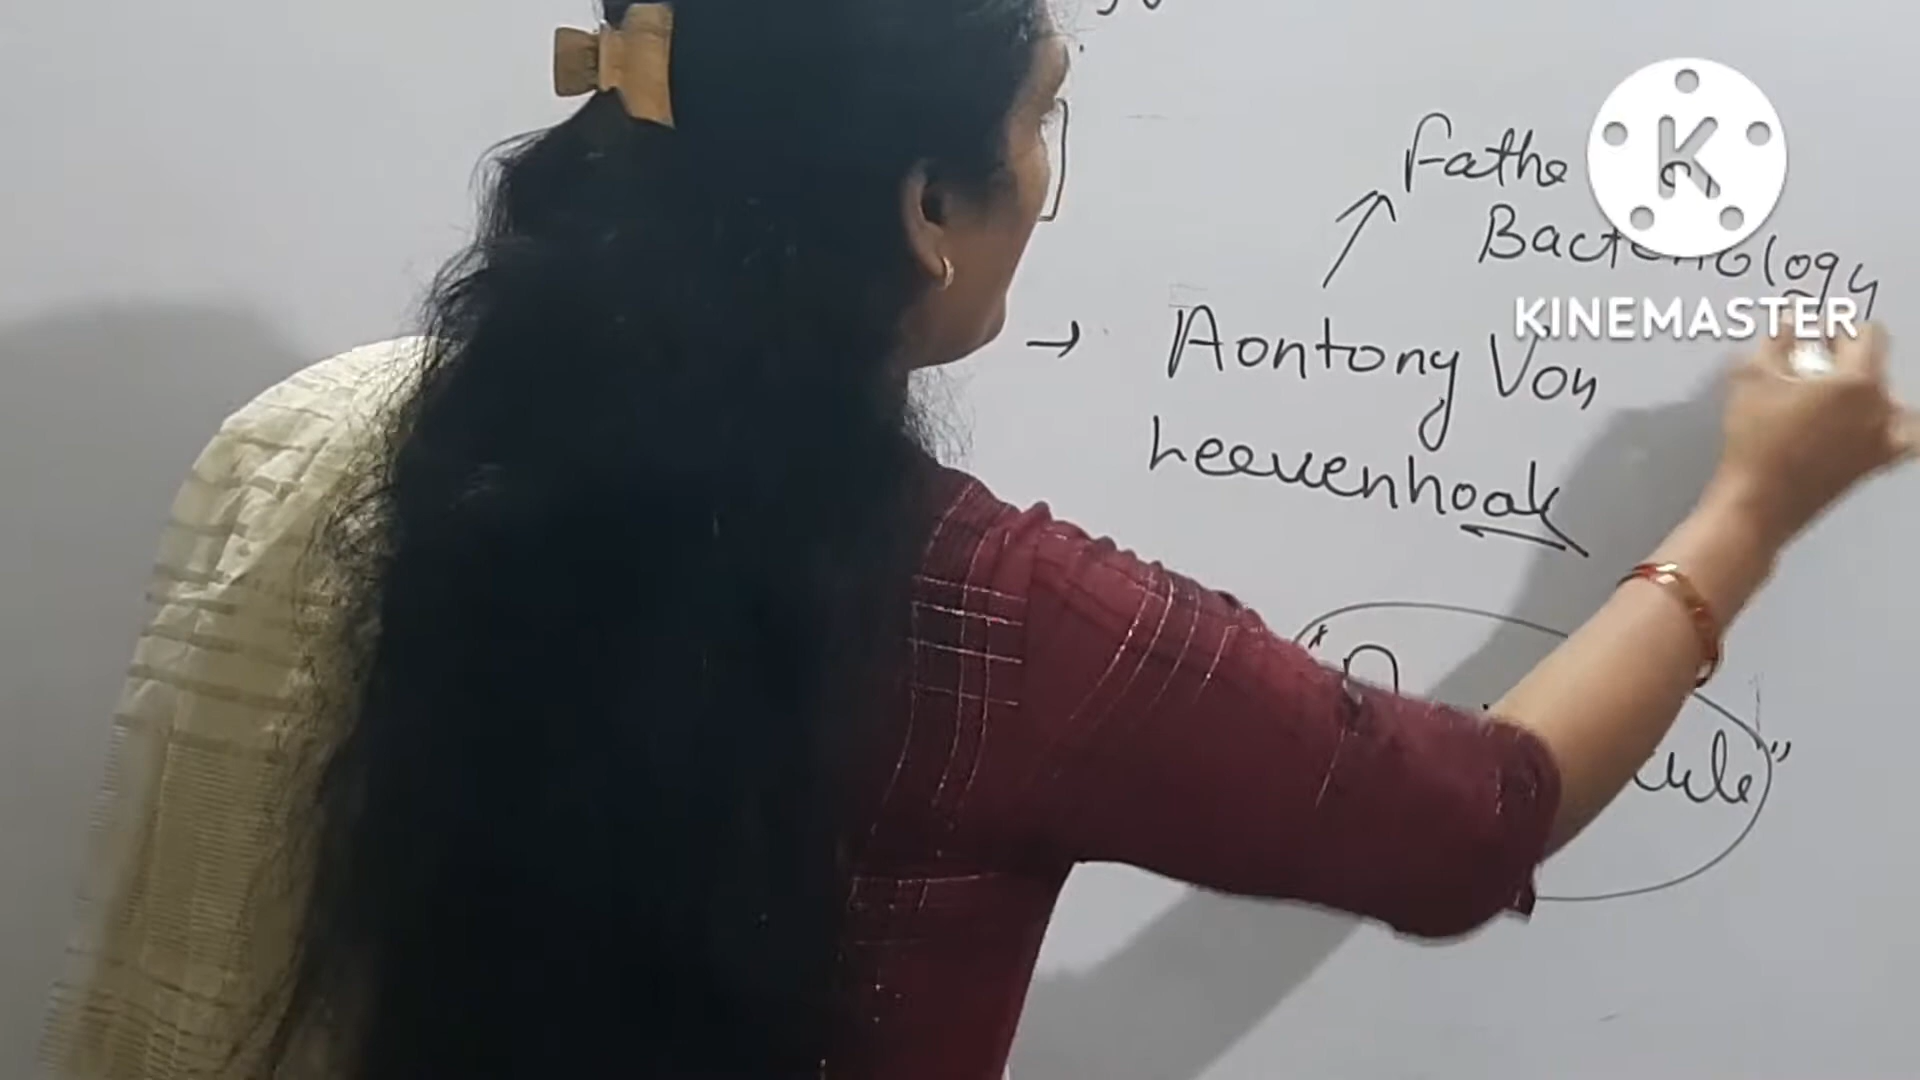 Fathe
Bacteriology
KINEMASTER
→ Aontony Von
Leeuenhoak